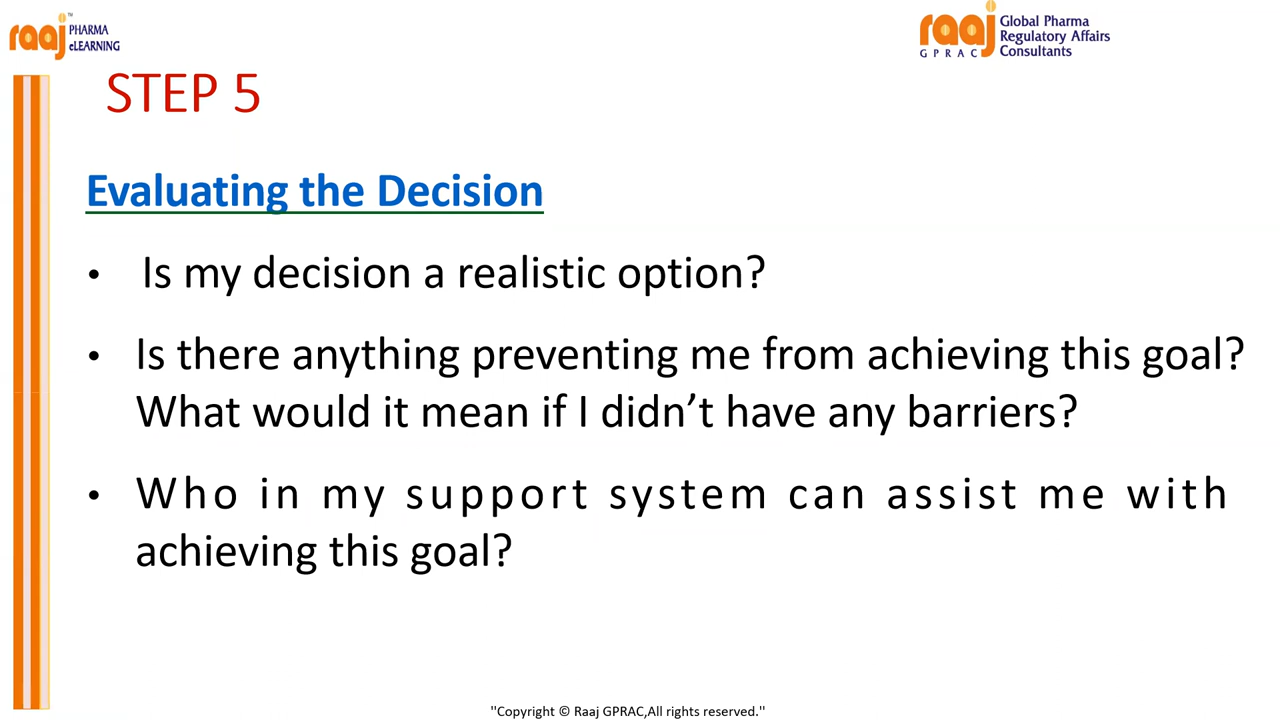 raaj™ PHARMA
eLEARNING
raaj Global Pharma
Regulatory Affairs
GPRAC Consultants
STEP 5
Evaluating the Decision
• Is my decision a realistic option?
• Is there anything preventing me from achieving this goal?
What would it mean if I didn’t have any barriers?
• Who in my support system can assist me with
achieving this goal?
"Copyright © Raaj GPRAC,All rights reserved."